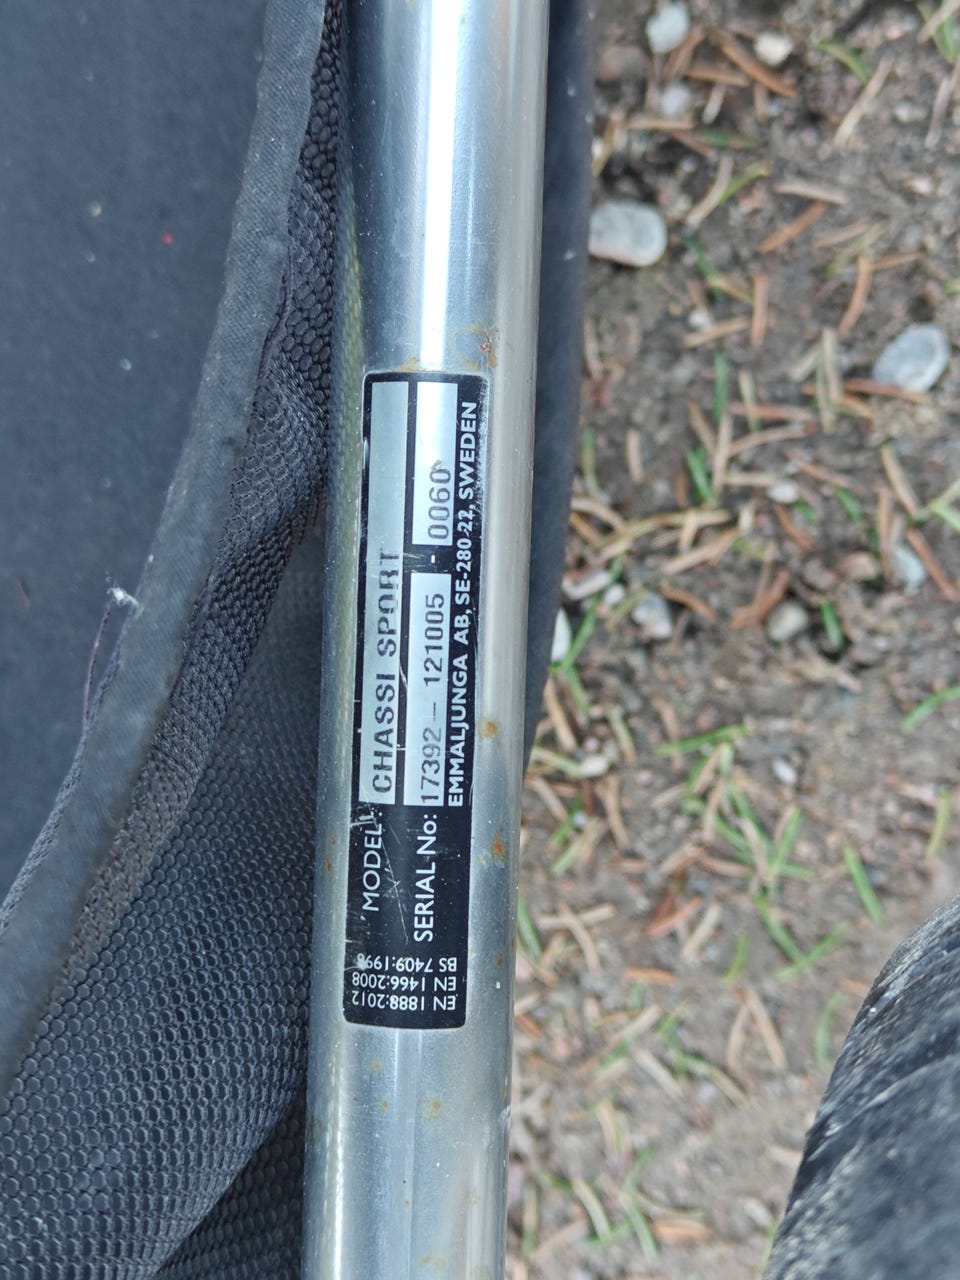 MODEL: CHASSI SPORT
SERIAL No: 17392 – 121005 - 0060
EMMALJUNGA AB, SE-280 22, SWEDEN
EN 1888:2012
EN 1466:2008
BS 7409:1996